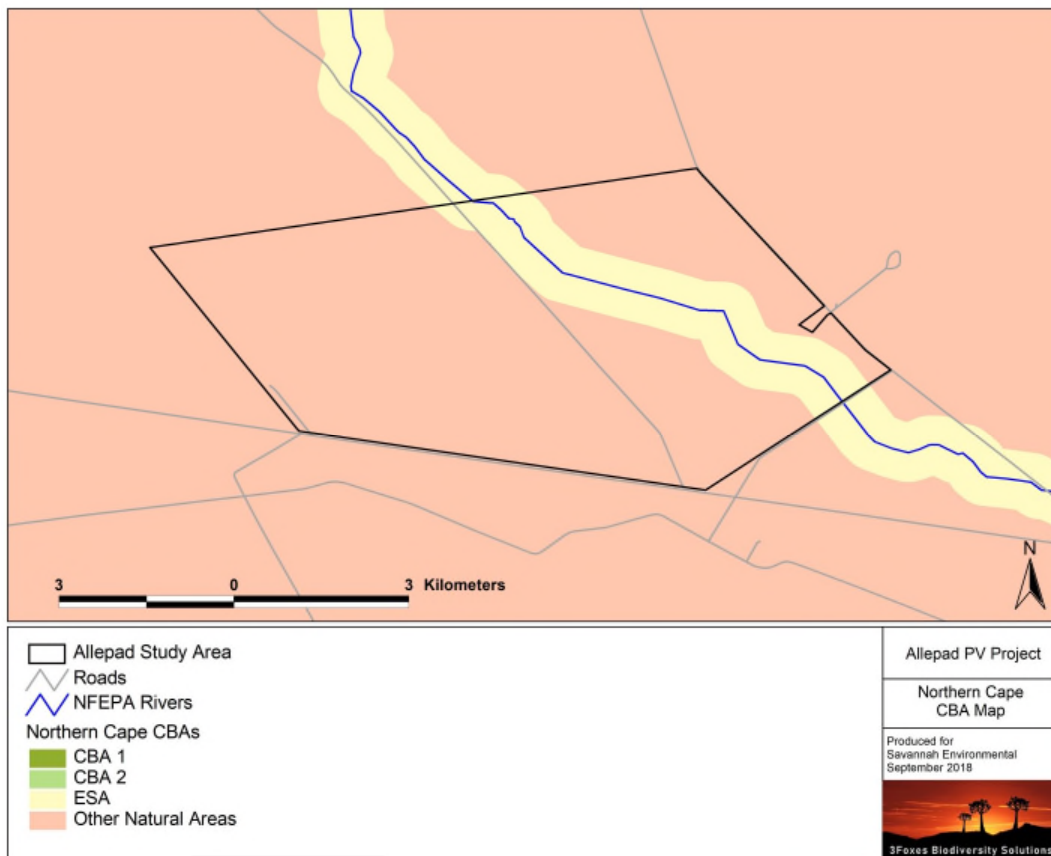 N
3 0 3 Kilometers
Allepad Study Area
Roads
NFEPA Rivers
Northern Cape CBAs
CBA 1
CBA 2
ESA
Other Natural Areas
Allepad PV Project
Northern Cape
CBA Map
Produced for
Savannah Environmental
September 2018
3Foxes Biodiversity Solutions